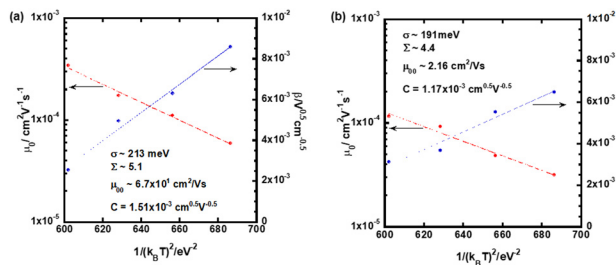 (a)
1x10⁻³
1x10⁻⁴
1x10⁻⁵
μ₀/ cm²V⁻¹s⁻¹
σ ~ 213 meV
Σ ~ 5.1
μ₀₀ ~ 6.7x10¹ cm²/Vs
C = 1.51x10⁻³ cm⁰·⁵V⁻⁰·⁵
1x10⁻²
8x10⁻³
6x10⁻³
4x10⁻³
2x10⁻³
0
β/V⁰·⁵cm⁻⁰·⁵
600 620 640 660 680 700
1/(k_BT)²/eV⁻²
(b)
1x10⁻³
1x10⁻⁴
1x10⁻⁵
μ₀/ cm²V⁻¹s⁻¹
σ ~ 191meV
Σ ~ 4.4
μ₀₀ ~ 2.16 cm²/Vs
C = 1.17x10⁻³ cm⁰·⁵V⁻⁰·⁵
1x10⁻²
8x10⁻³
6x10⁻³
4x10⁻³
2x10⁻³
0
600 620 640 660 680 700
1/(k_BT)²/eV⁻²